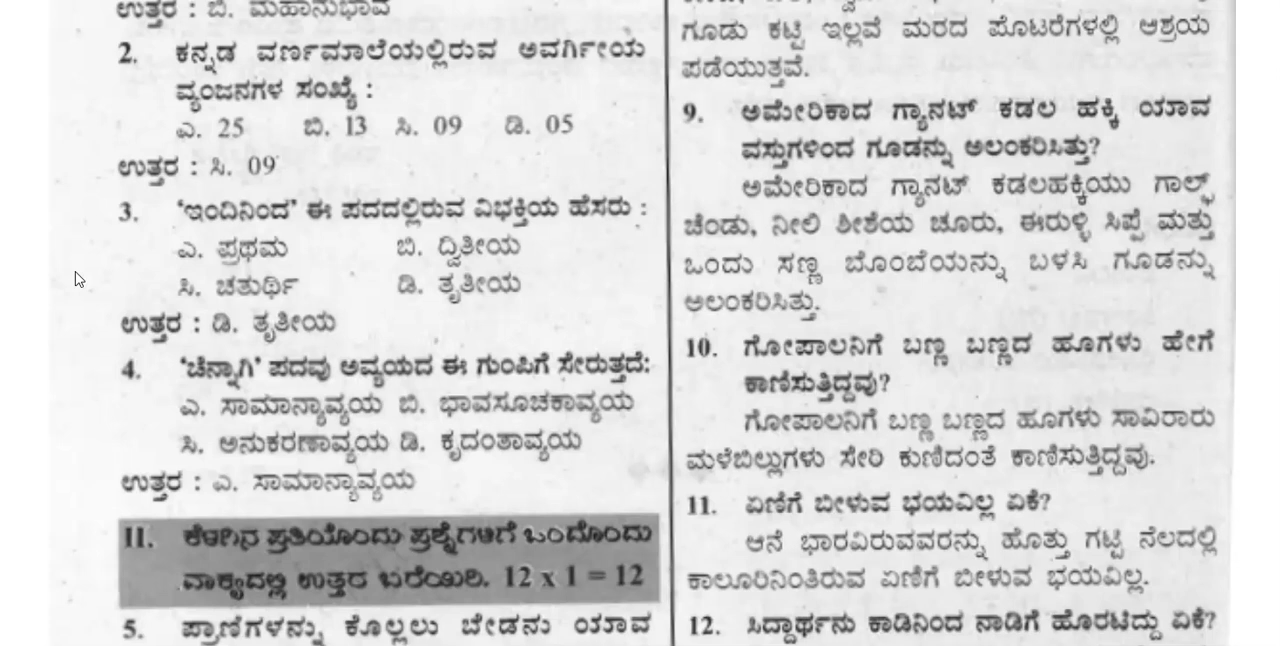 ಉತ್ತರ : ಬಿ. ಮಹಾನುಭಾವ
2. ಕನ್ನಡ ವರ್ಣಮಾಲೆಯಲ್ಲಿರುವ ಅವರ್ಗೀಯ
ವ್ಯಂಜನಗಳ ಸಂಖ್ಯೆ :
ಎ. 25 ಬಿ. 13 ಸಿ. 09 ಡಿ. 05
ಉತ್ತರ : ಸಿ. 09
3. 'ಇಂದಿನಿಂದ' ಈ ಪದದಲ್ಲಿರುವ ವಿಭಕ್ತಿಯ ಹೆಸರು :
ಎ. ಪ್ರಥಮ ಬಿ. ದ್ವಿತೀಯ
ಸಿ. ಚತುರ್ಥಿ ಡಿ. ತೃತೀಯ
ಉತ್ತರ : ಡಿ. ತೃತೀಯ
4. 'ಚೆನ್ನಾಗಿ' ಪದವು ಅವ್ಯಯದ ಈ ಗುಂಪಿಗೆ ಸೇರುತ್ತದೆ:
ಎ. ಸಾಮಾನ್ಯಾವ್ಯಯ ಬಿ. ಭಾವಸೂಚಕಾವ್ಯಯ
ಸಿ. ಅನುಕರಣಾವ್ಯಯ ಡಿ. ಕೃದಂತಾವ್ಯಯ
ಉತ್ತರ : ಎ. ಸಾಮಾನ್ಯಾವ್ಯಯ
II. ಕೆಳಗಿನ ಪ್ರತಿಯೊಂದು ಪ್ರಶ್ನೆಗಳಿಗೆ ಒಂದೊಂದು
ವಾಕ್ಯದಲ್ಲಿ ಉತ್ತರ ಬರೆಯಿರಿ. 12 x 1 = 12
5. ಪ್ರಾಣಿಗಳನ್ನು ಕೊಲ್ಲಲು ಬೇಡನು ಯಾವ
ಗೂಡು ಕಟ್ಟಿ ಇಲ್ಲವೆ ಮರದ ಪೊಟರೆಗಳಲ್ಲಿ ಆಶ್ರಯ
ಪಡೆಯುತ್ತವೆ.
9. ಅಮೇರಿಕಾದ ಗ್ಯಾನಟ್ ಕಡಲ ಹಕ್ಕಿ ಯಾವ
ವಸ್ತುಗಳಿಂದ ಗೂಡನ್ನು ಅಲಂಕರಿಸಿತ್ತು?
ಅಮೇರಿಕಾದ ಗ್ಯಾನಟ್ ಕಡಲಹಕ್ಕಿಯು ಗಾಲ್ಫ್
ಚೆಂಡು, ನೀಲಿ ಶೀಶೆಯ ಚೂರು, ಈರುಳ್ಳಿ ಸಿಪ್ಪೆ ಮತ್ತು
ಒಂದು ಸಣ್ಣ ಬೊಂಬೆಯನ್ನು ಬಳಸಿ ಗೂಡನ್ನು
ಅಲಂಕರಿಸಿತ್ತು.
10. ಗೋಪಾಲನಿಗೆ ಬಣ್ಣ ಬಣ್ಣದ ಹೂಗಳು ಹೇಗೆ
ಕಾಣಿಸುತ್ತಿದ್ದವು?
ಗೋಪಾಲನಿಗೆ ಬಣ್ಣ ಬಣ್ಣದ ಹೂಗಳು ಸಾವಿರಾರು
ಮಳೆಬಿಲ್ಲುಗಳು ಸೇರಿ ಕುಣಿದಂತೆ ಕಾಣಿಸುತ್ತಿದ್ದವು.
11. ಏಣಿಗೆ ಬೀಳುವ ಭಯವಿಲ್ಲ ಏಕೆ?
ಆನೆ ಭಾರವಿರುವವರನ್ನು ಹೊತ್ತು ಗಟ್ಟಿ ನೆಲದಲ್ಲಿ
ಕಾಲೂರಿನಿಂತಿರುವ ಏಣಿಗೆ ಬೀಳುವ ಭಯವಿಲ್ಲ.
12. ಸಿದ್ಧಾರ್ಥನು ಕಾಡಿನಿಂದ ನಾಡಿಗೆ ಹೊರಟಿದ್ದು ಏಕೆ?